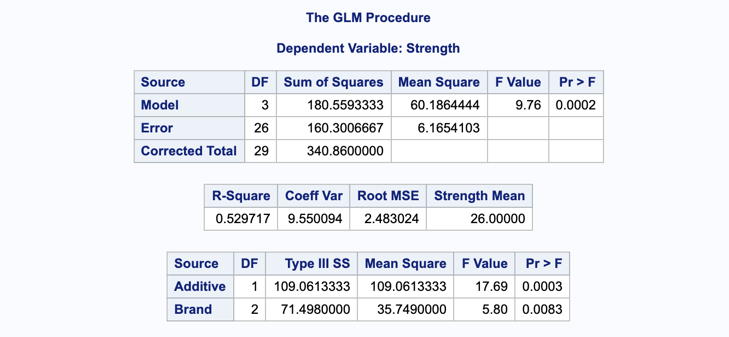 The GLM Procedure
Dependent Variable: Strength
Source DF Sum of Squares Mean Square F Value Pr > F
Model 3 180.5593333 60.1864444 9.76 0.0002
Error 26 160.3006667 6.1654103
Corrected Total 29 340.8600000
R-Square Coeff Var Root MSE Strength Mean
0.529717 9.550094 2.483024 26.00000
Source DF Type III SS Mean Square F Value Pr > F
Additive 1 109.0613333 109.0613333 17.69 0.0003
Brand 2 71.4980000 35.7490000 5.80 0.0083